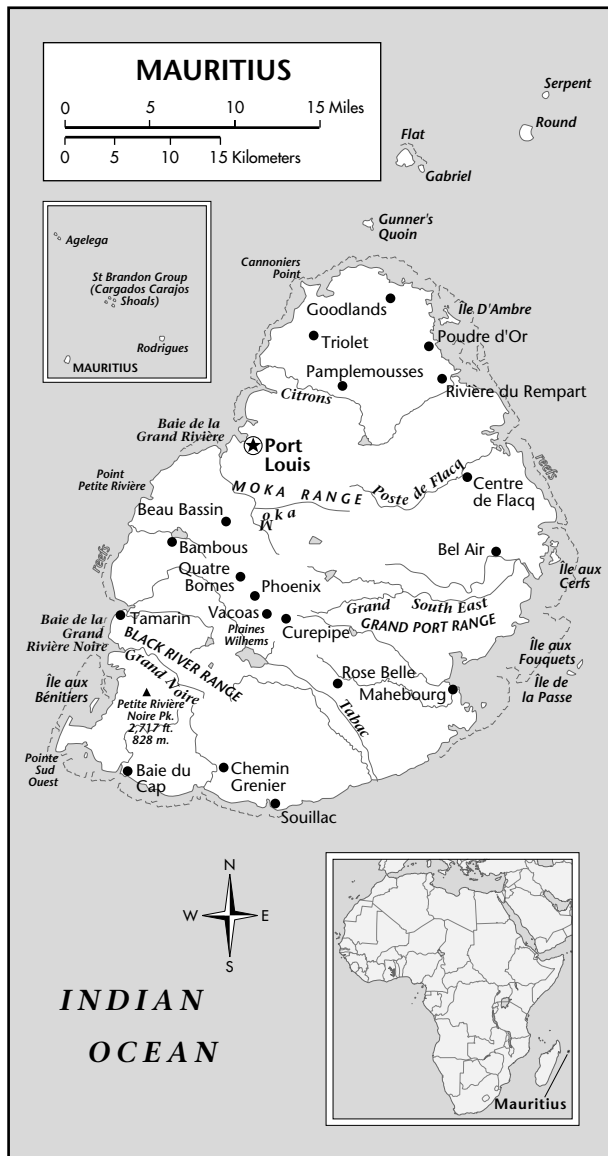 MAURITIUS
0 5 10 15 Miles
0 5 10 15 Kilometers
Serpent
Round
Flat
Gabriel
Gunner's
Quoin
Agelega
St Brandon Group
(Cargados Carajos
Shoals)
Rodrigues
MAURITIUS
Cannoniers
Point
Goodlands
Île D'Ambre
Triolet
Poudre d'Or
Pamplemousses
Rivière du Rempart
Citrons
Baie de la
Grand Rivière
Port
Louis
Point
Petite Rivière
MOKA RANGE
Poste de Flacq
Centre
de Flacq
reefs
Beau Bassin
Moka
Bambous
Bel Air
Île aux
Cerfs
reefs
Quatre
Bornes
Phoenix
Vacoas
Grand South East
Tamarin
Plaines
Wilhems
Curepipe
GRAND PORT RANGE
Baie de la
Grand
Rivière Noire
BLACK RIVER RANGE
Grand Noire
Île aux
Fouquets
Île de
la Passe
Rose Belle
Mahebourg
Île aux
Bénitiers
Tabac
Petite Rivière
Noire Pk.
2,717 ft.
828 m.
Pointe
Sud
Ouest
Baie du
Cap
Chemin
Grenier
Souillac
N
W E
S
INDIAN
OCEAN
Mauritius